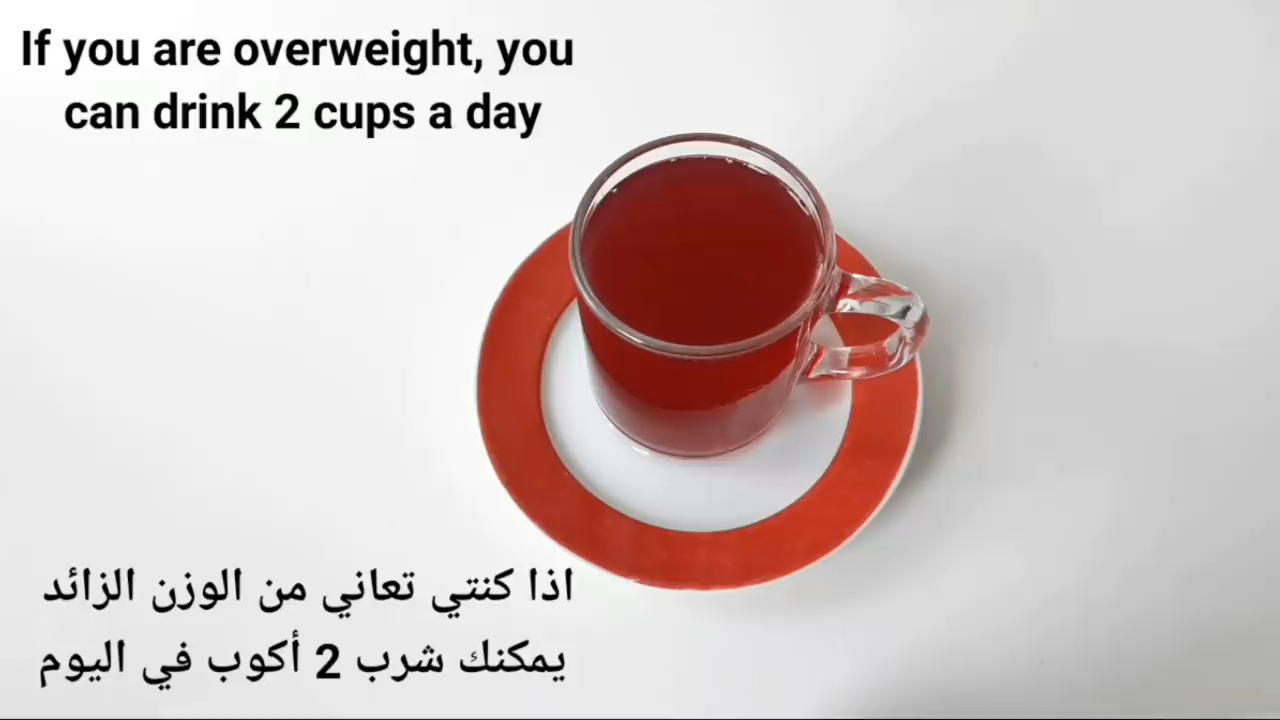 If you are overweight, you
can drink 2 cups a day
اذا كنتي تعاني من الوزن الزائد
يمكنك شرب 2 أكوب في اليوم